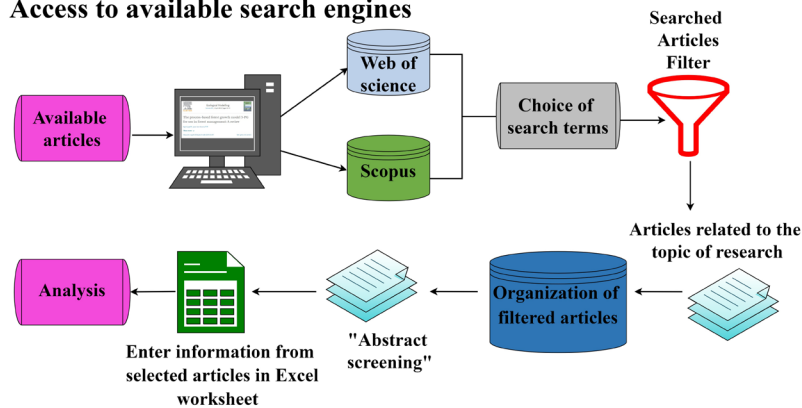 Access to available search engines
Searched
Articles
Filter
Web of
science
Available
articles
Choice of
search terms
Scopus
Articles related to the
topic of research
Analysis
Organization of
filtered articles
"Abstract
screening"
Enter information from
selected articles in Excel
worksheet